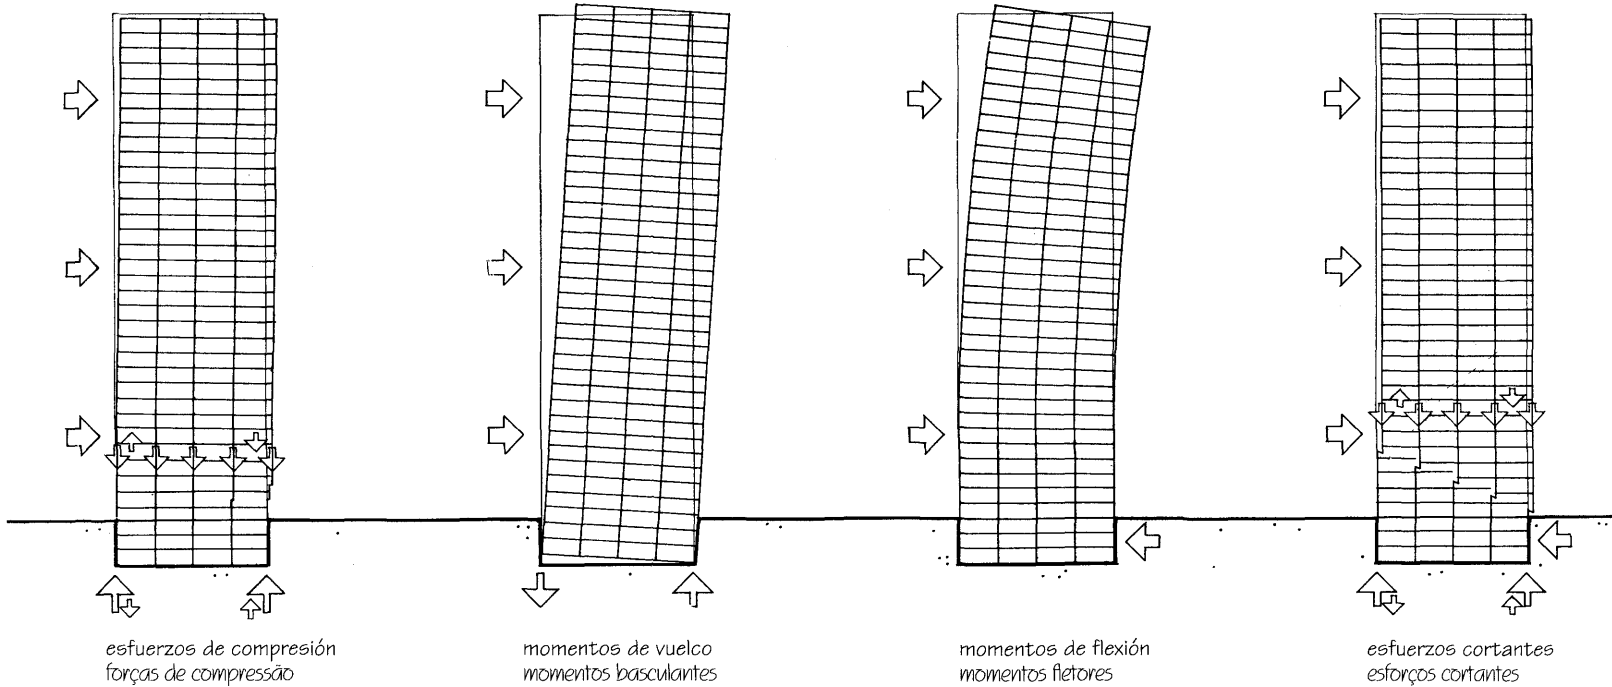 esfuerzos de compresión
forças de compressão
momentos de vuelco
momentos basculantes
momentos de flexión
momentos fletores
esfuerzos cortantes
esforços cortantes